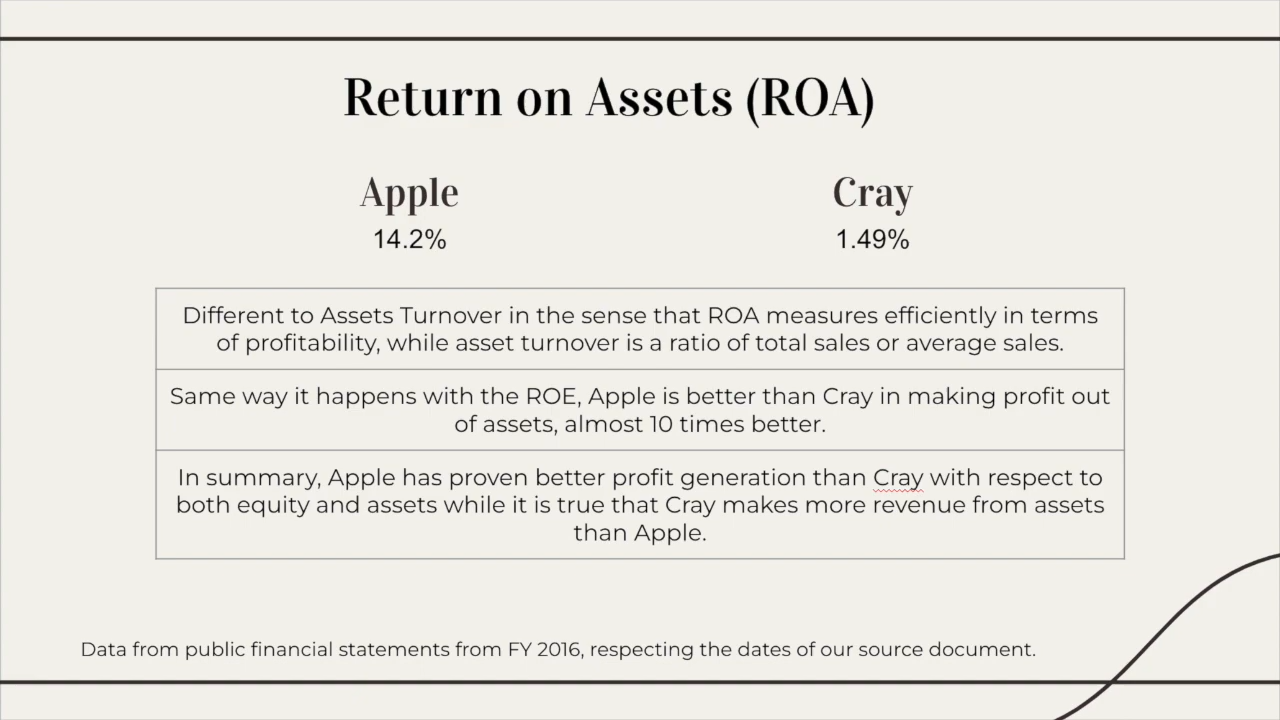 Return on Assets (ROA)
Apple
14.2%
Cray
1.49%
Different to Assets Turnover in the sense that ROA measures efficiently in terms
of profitability, while asset turnover is a ratio of total sales or average sales.
Same way it happens with the ROE, Apple is better than Cray in making profit out
of assets, almost 10 times better.
In summary, Apple has proven better profit generation than Cray with respect to
both equity and assets while it is true that Cray makes more revenue from assets
than Apple.
Data from public financial statements from FY 2016, respecting the dates of our source document.